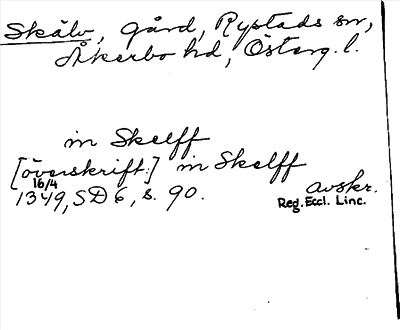 Skälv, Gård, Rystads sn,
Åkerbo hd, Österg. l.
in Skelff
[överskrift:] in Skelff
16/4
1349, SD 6, s. 90.
avskr.
Reg. Eccl. Linc.